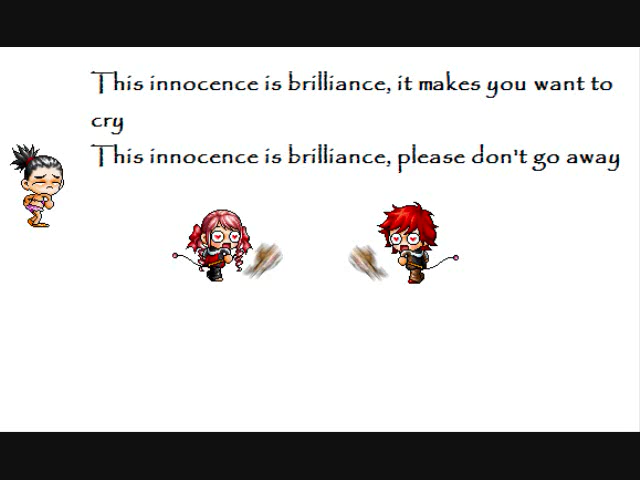 This innocence is brilliance, it makes you want to
cry
This innocence is brilliance, please don't go away